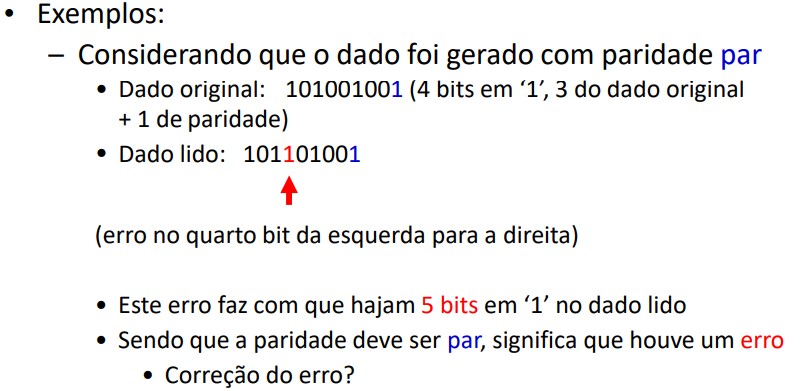 • Exemplos:
– Considerando que o dado foi gerado com paridade par
• Dado original: 101001001 (4 bits em ‘1’, 3 do dado original
+ 1 de paridade)
• Dado lido: 101101001
(erro no quarto bit da esquerda para a direita)
• Este erro faz com que hajam 5 bits em ‘1’ no dado lido
• Sendo que a paridade deve ser par, significa que houve um erro
• Correção do erro?